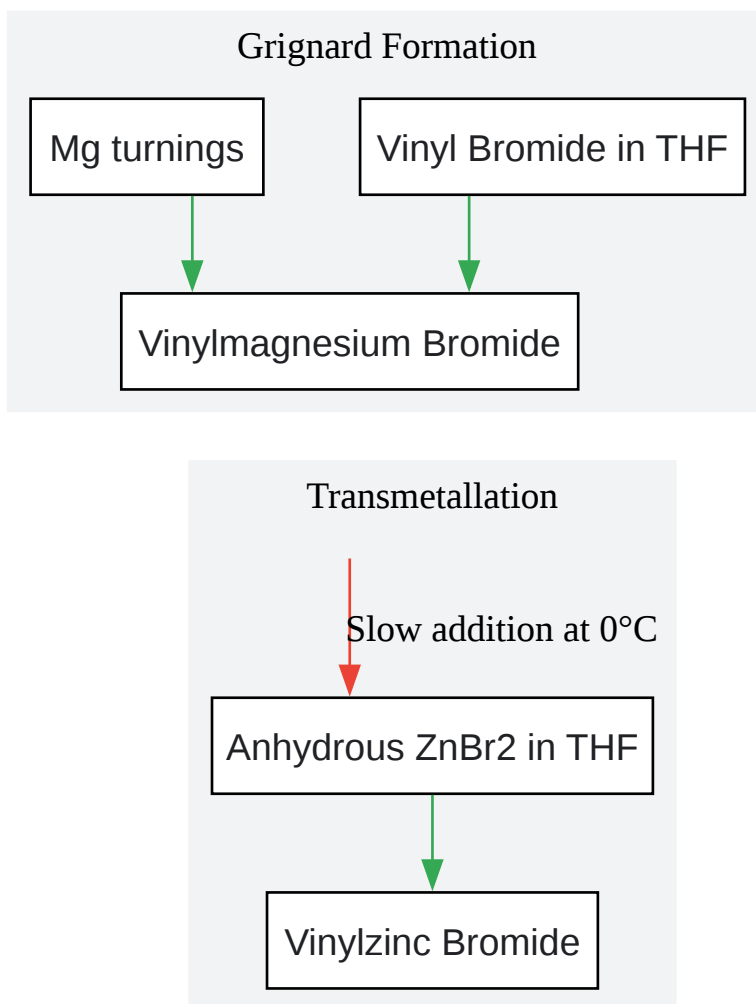 Grignard Formation
Mg turnings
Vinyl Bromide in THF
Vinylmagnesium Bromide
Transmetallation
Slow addition at 0°C
Anhydrous ZnBr2 in THF
Vinylzinc Bromide